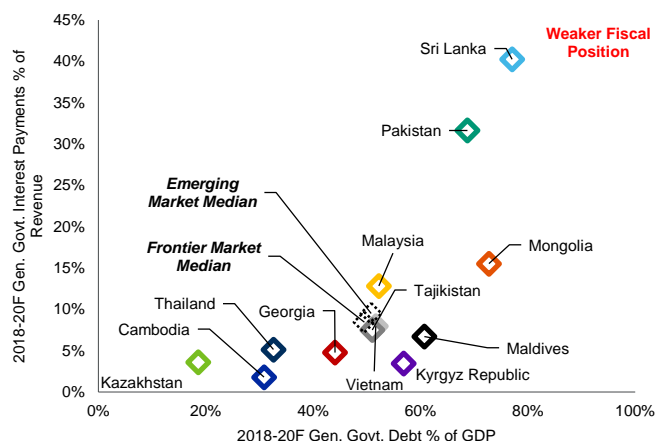 45%
40%
35%
30%
25%
20%
15%
10%
5%
0%
2018-20F Gen. Govt. Interest Payments % of
Revenue
Weaker Fiscal
Position
Sri Lanka
Pakistan
Emerging
Market Median
Frontier Market
Median
Malaysia
Mongolia
Tajikistan
Thailand
Georgia
Cambodia
Maldives
Kazakhstan
Vietnam
Kyrgyz Republic
0%
20%
40%
60%
80%
100%
2018-20F Gen. Govt. Debt % of GDP